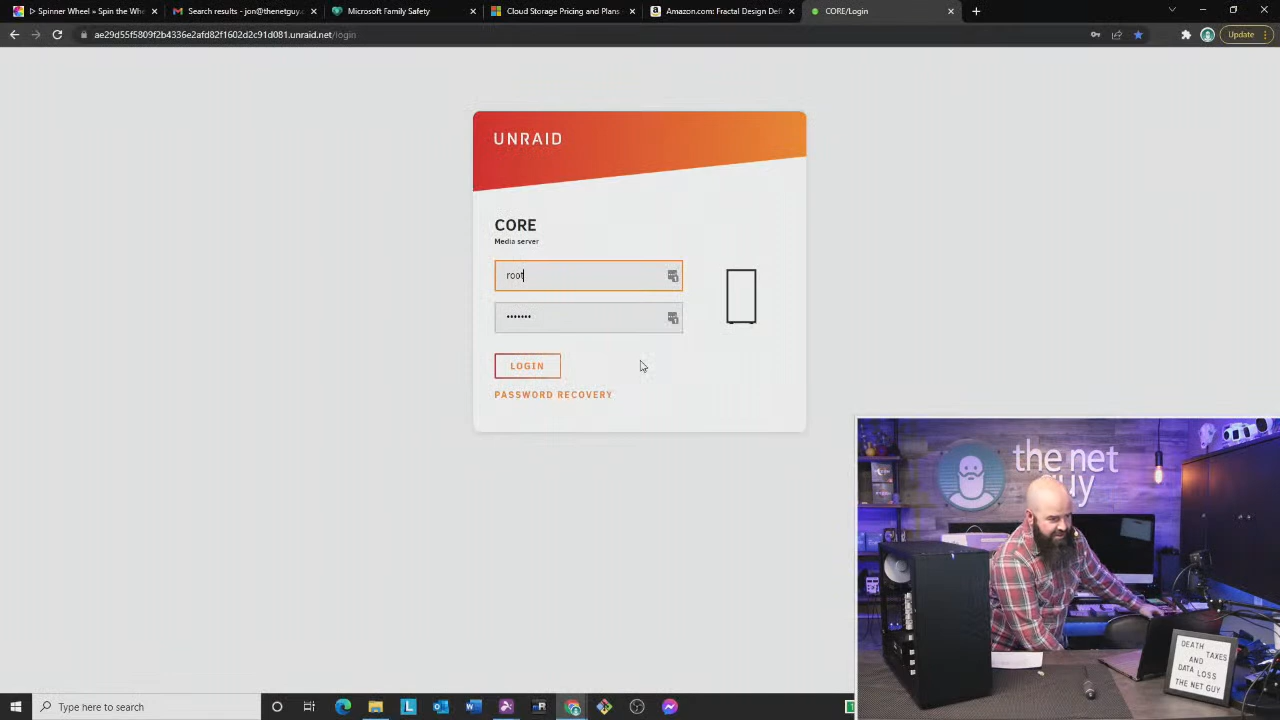 ▷ Spinner Wheel » Spin the Whe
Search results - jon@thenetguy.c
Microsoft Family Safety
Cloud Storage Pricing and Plans
Amazon.com: Fractal Design Def
CORE/Login
ae29d55f5809f2b4336e2afd82f1602d2c91d081.unraid.net/login
Update
UNRAID
CORE
Media server
root
•••••••
LOGIN
PASSWORD RECOVERY
the net
guy
DEATH
TAXES
AND
DATA LOSS
THE NET GUY
Type here to search